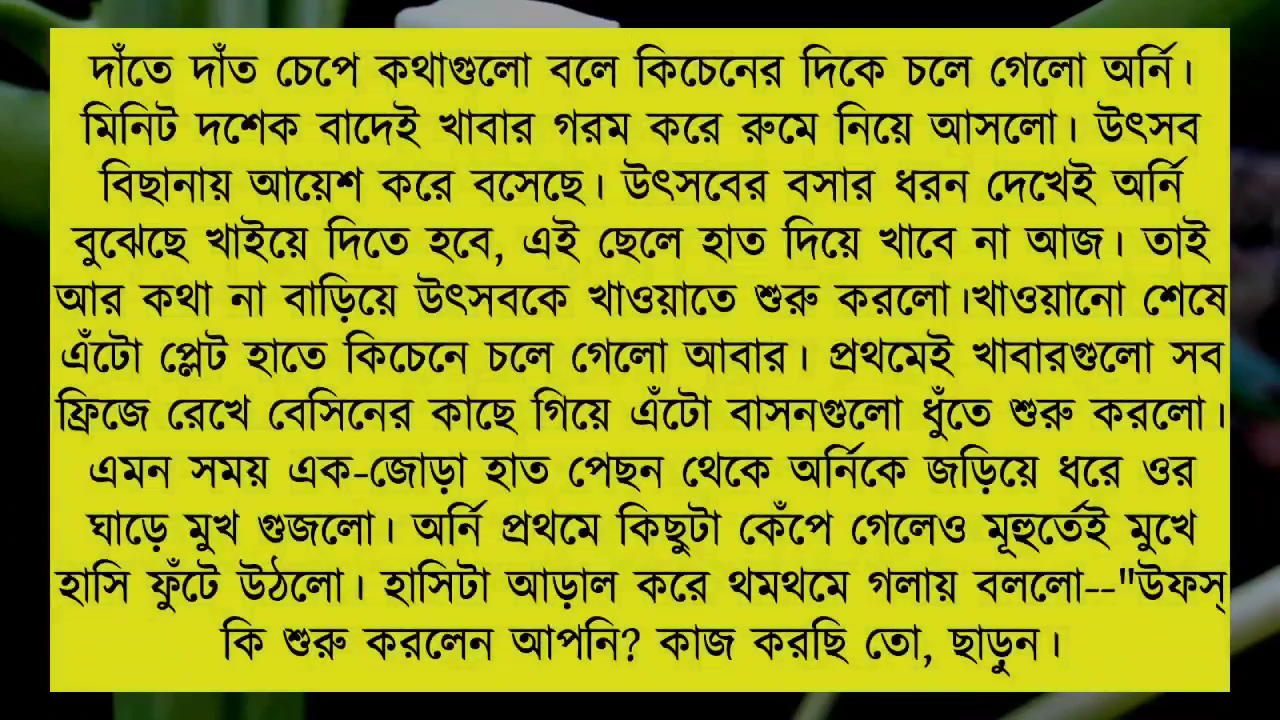 দাঁতে দাঁত চেপে কথাগুলো বলে কিচেনের দিকে চলে গেলো অর্নি।
মিনিট দশেক বাদেই খাবার গরম করে রুমে নিয়ে আসলো। উৎসব
বিছানায় আয়েশ করে বসেছে। উৎসবের বসার ধরন দেখেই অর্নি
বুঝেছে খাইয়ে দিতে হবে, এই ছেলে হাত দিয়ে খাবে না আজ। তাই
আর কথা না বাড়িয়ে উৎসবকে খাওয়াতে শুরু করলো।খাওয়ানো শেষে
এঁটো প্লেট হাতে কিচেনে চলে গেলো আবার। প্রথমেই খাবারগুলো সব
ফ্রিজে রেখে বেসিনের কাছে গিয়ে এঁটো বাসনগুলো ধুঁতে শুরু করলো।
এমন সময় এক-জোড়া হাত পেছন থেকে অর্নিকে জড়িয়ে ধরে ওর
ঘাড়ে মুখ গুজলো। অর্নি প্রথমে কিছুটা কেঁপে গেলেও মূহুর্তেই মুখে
হাসি ফুঁটে উঠলো। হাসিটা আড়াল করে থমথমে গলায় বললো--"উফস্
কি শুরু করলেন আপনি? কাজ করছি তো, ছাড়ুন।